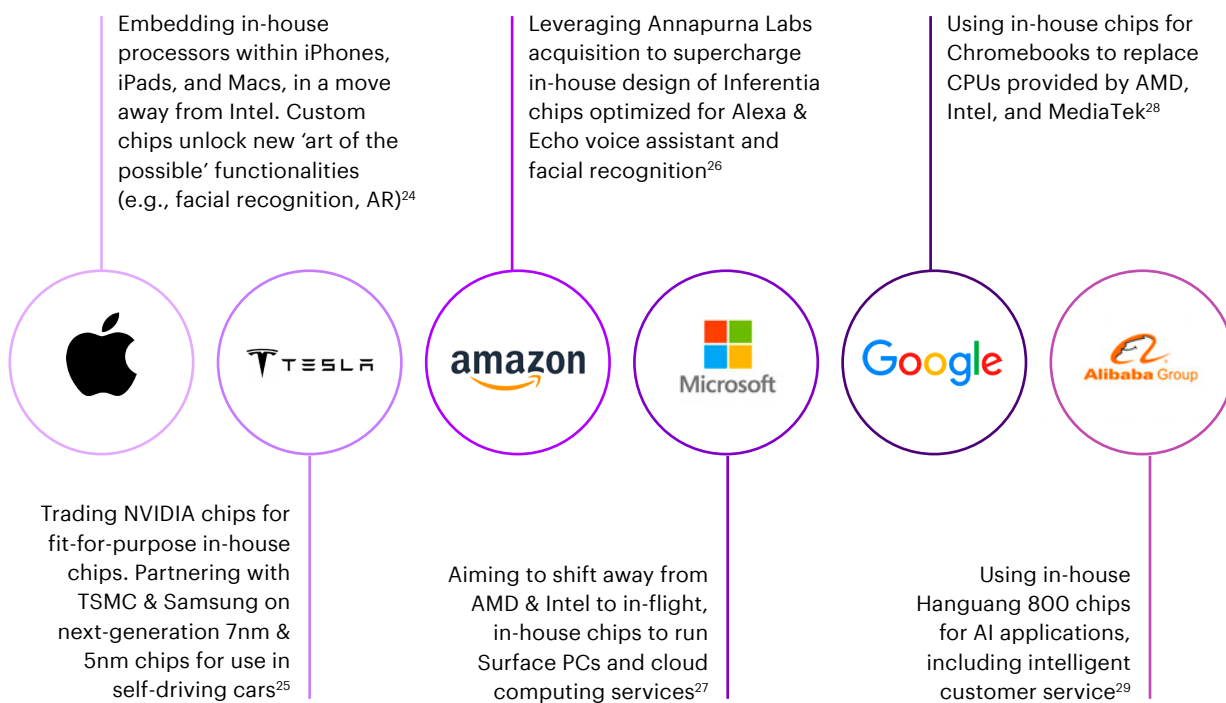 Embedding in-house
processors within iPhones,
iPads, and Macs, in a move
away from Intel. Custom
chips unlock new ‘art of the
possible’ functionalities
(e.g., facial recognition, AR)24
Leveraging Annapurna Labs
acquisition to supercharge
in-house design of Inferentia
chips optimized for Alexa &
Echo voice assistant and
facial recognition26
Using in-house chips for
Chromebooks to replace
CPUs provided by AMD,
Intel, and MediaTek28
TESLA
amazon
Microsoft
Google
Alibaba Group
Trading NVIDIA chips for
fit-for-purpose in-house
chips. Partnering with
TSMC & Samsung on
next-generation 7nm &
5nm chips for use in
self-driving cars25
Aiming to shift away from
AMD & Intel to in-flight,
in-house chips to run
Surface PCs and cloud
computing services27
Using in-house
Hanguang 800 chips
for AI applications,
including intelligent
customer service29